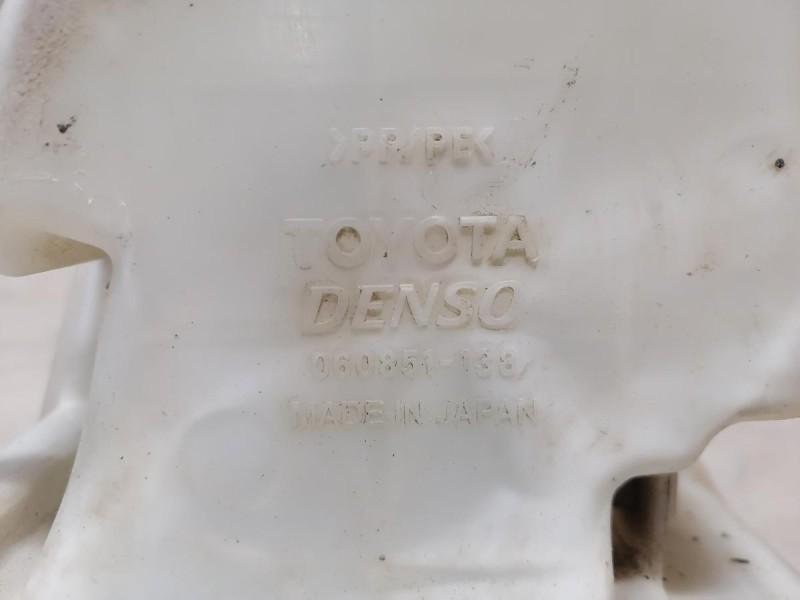 >PP/PE<
TOYOTA
DENSO
060851-133
MADE IN JAPAN